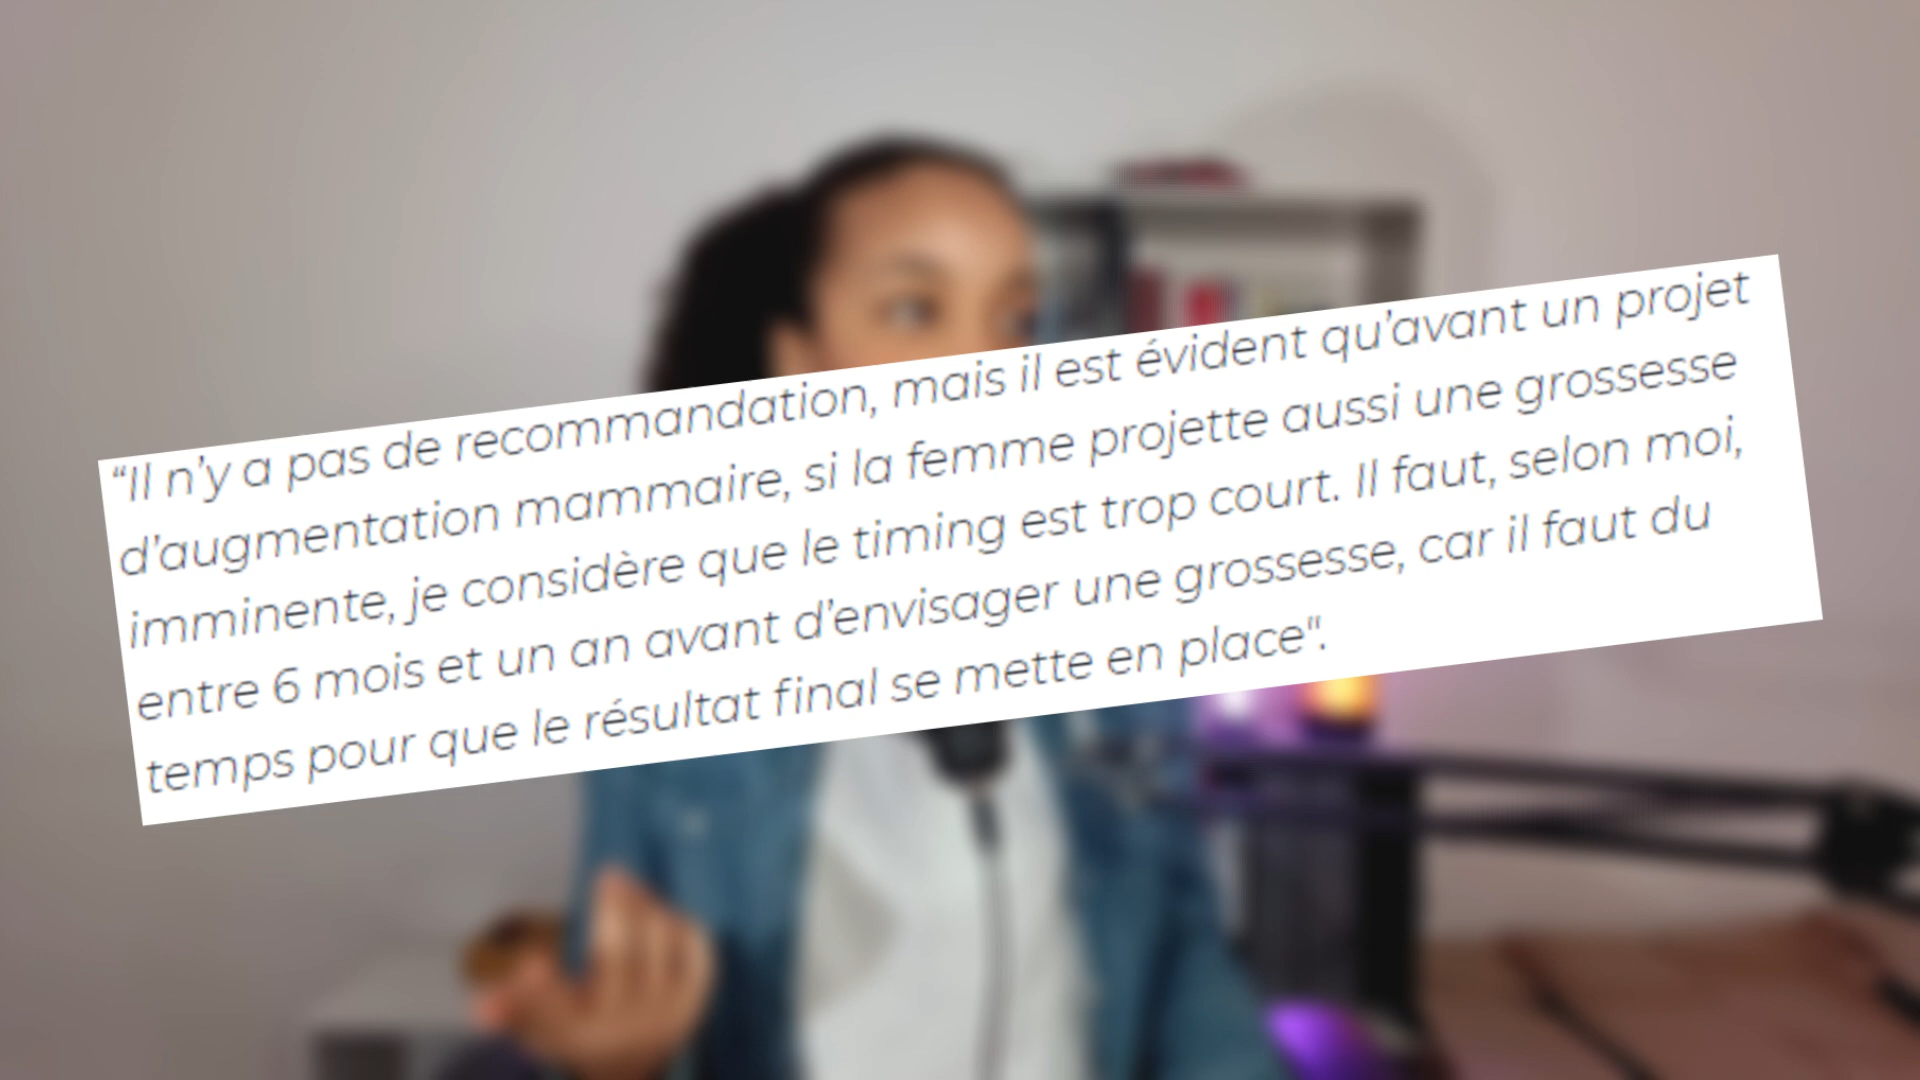 “Il n’y a pas de recommandation, mais il est évident qu’avant un projet
d’augmentation mammaire, si la femme projette aussi une grossesse
imminente, je considère que le timing est trop court. Il faut, selon moi,
entre 6 mois et un an avant d’envisager une grossesse, car il faut du
temps pour que le résultat final se mette en place".